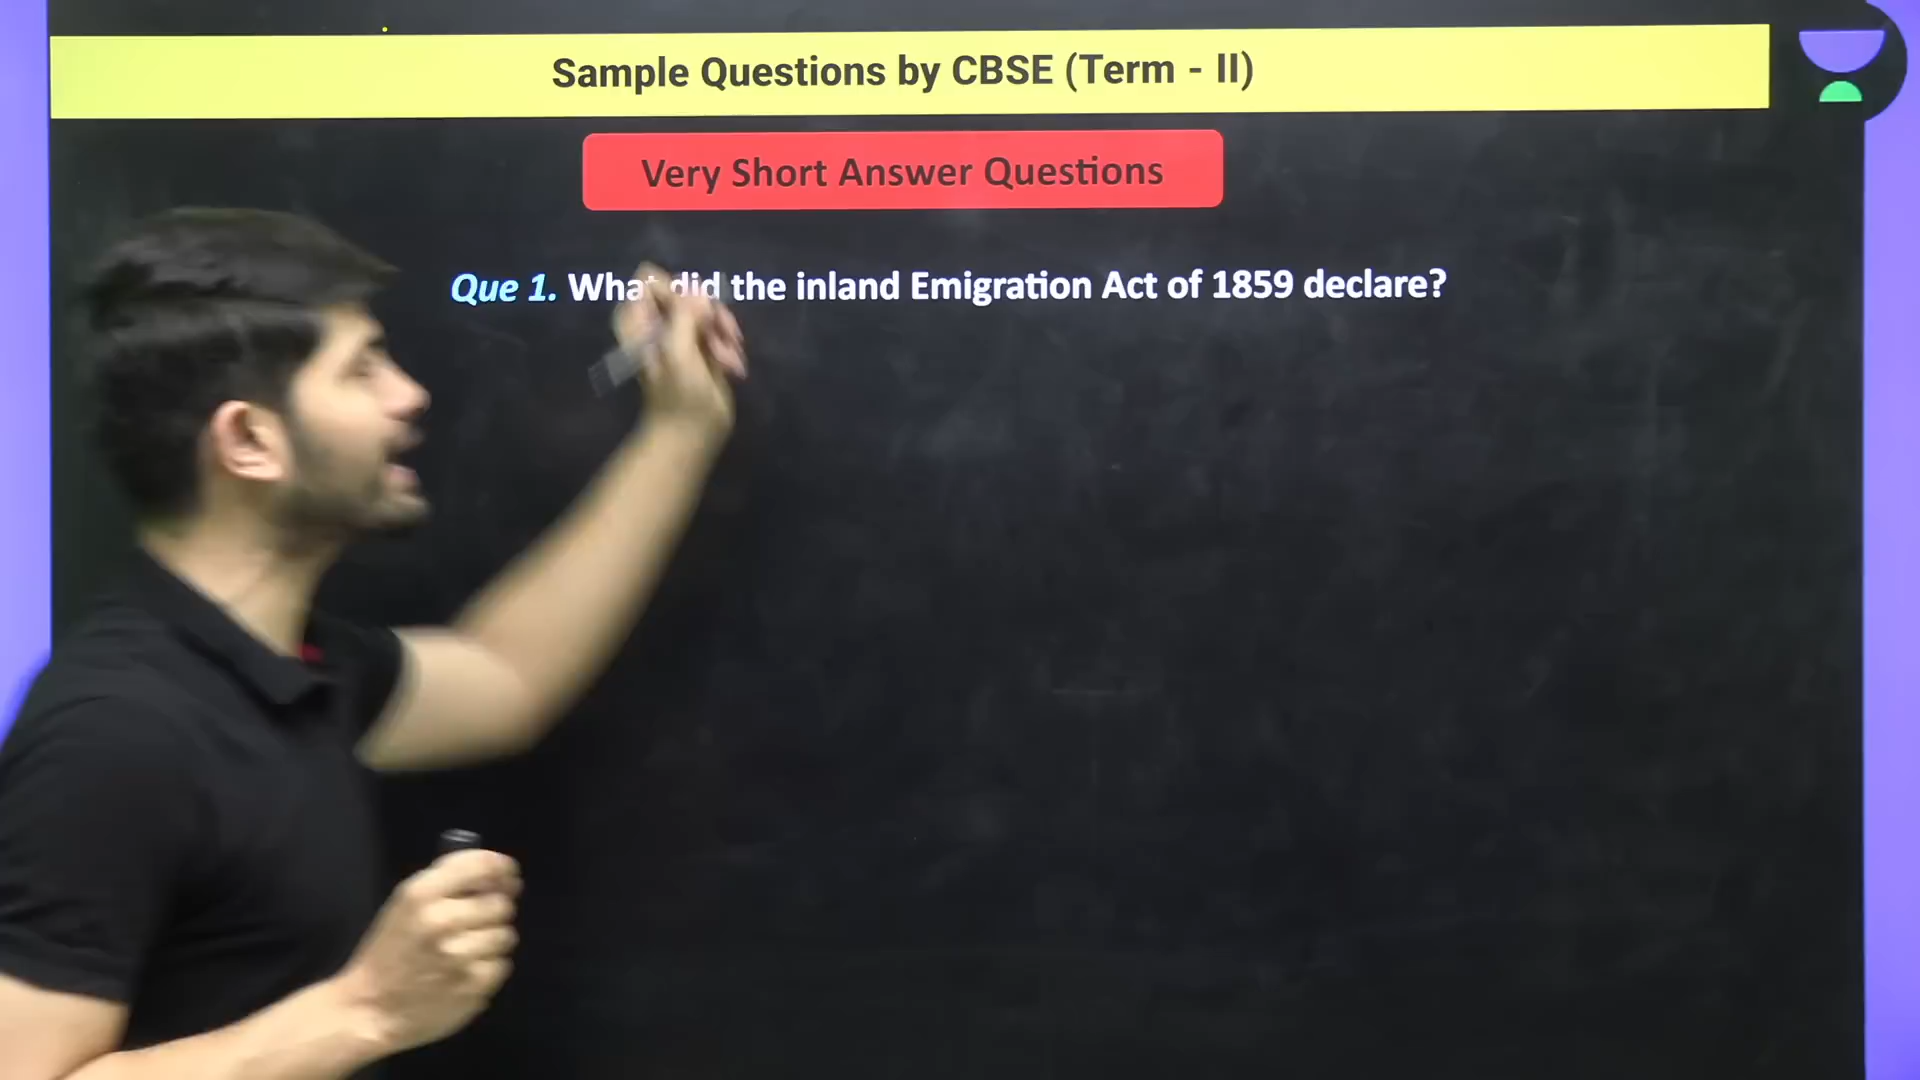 Sample Questions by CBSE (Term - II)
Very Short Answer Questions
Que 1. What did the inland Emigration Act of 1859 declare?